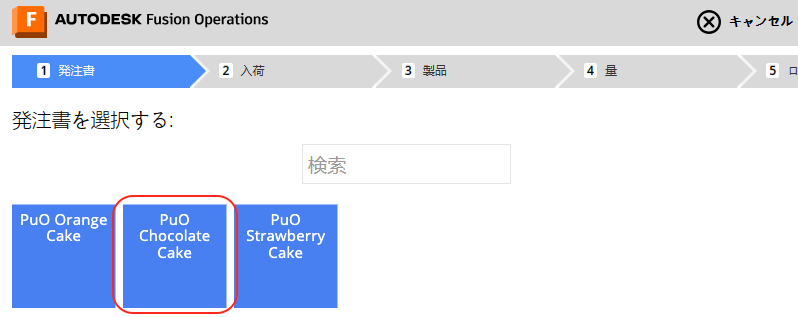 F AUTODESK Fusion Operations
キャンセル
1 発注書
2 入荷
3 製品
4 量
5 ロ
発注書を選択する:
検索
PuO Orange
Cake
PuO
Chocolate
Cake
PuO
Strawberry
Cake